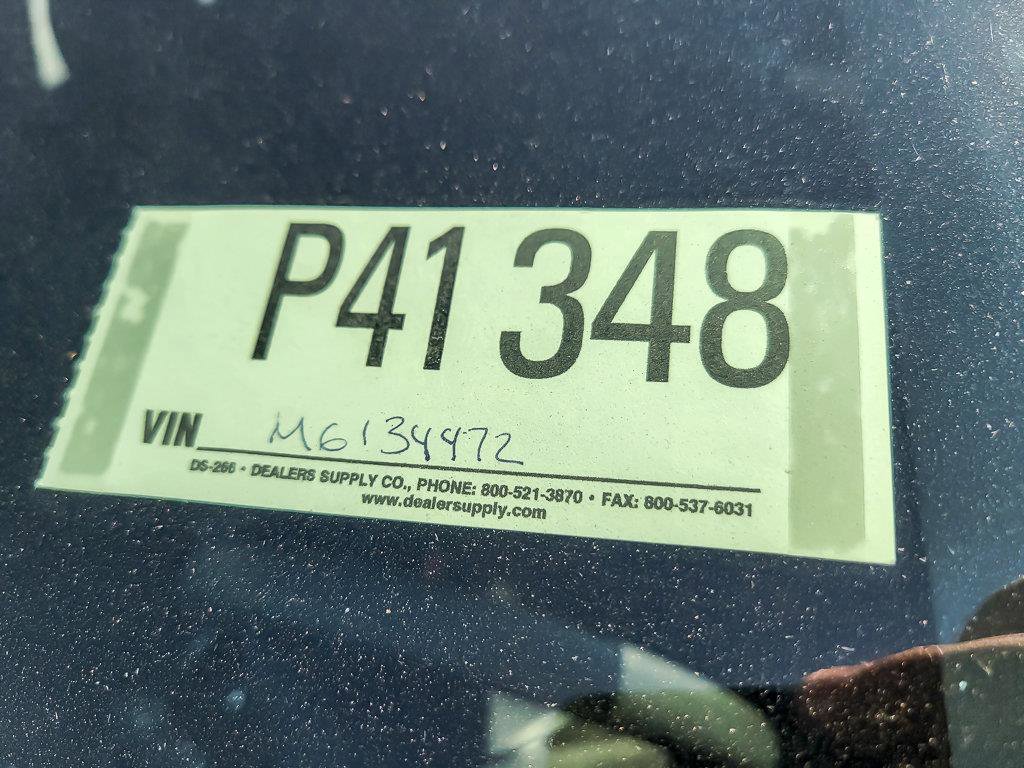 P41 348
VIN M6134472
DS-266 • DEALERS SUPPLY CO., PHONE: 800-521-3870 • FAX: 800-537-6031
www.dealersupply.com